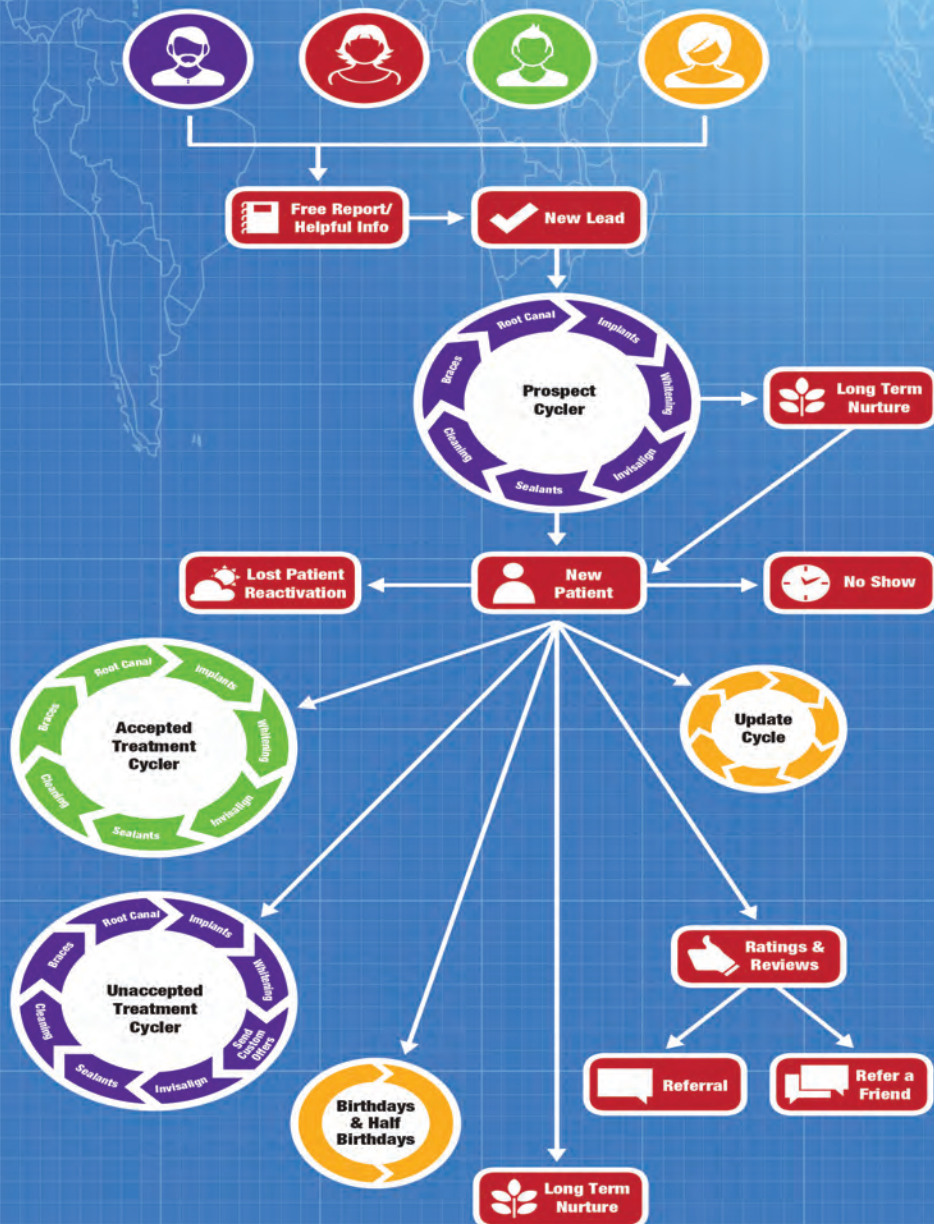 Free Report/
Helpful Info
New Lead
Root Canal
Implants
Whitening
Invisalign
Sealants
Cleaning
Braces
Prospect
Cycler
Long Term
Nurture
Lost Patient
Reactivation
New
Patient
No Show
Root Canal
Implants
Whitening
Invisalign
Sealants
Cleaning
Braces
Accepted
Treatment
Cycler
Update
Cycle
Root Canal
Implants
Whitening
Send
Custom
Offers
Invisalign
Sealants
Cleaning
Braces
Unaccepted
Treatment
Cycler
Ratings &
Reviews
Referral
Refer a
Friend
Birthdays
& Half
Birthdays
Long Term
Nurture